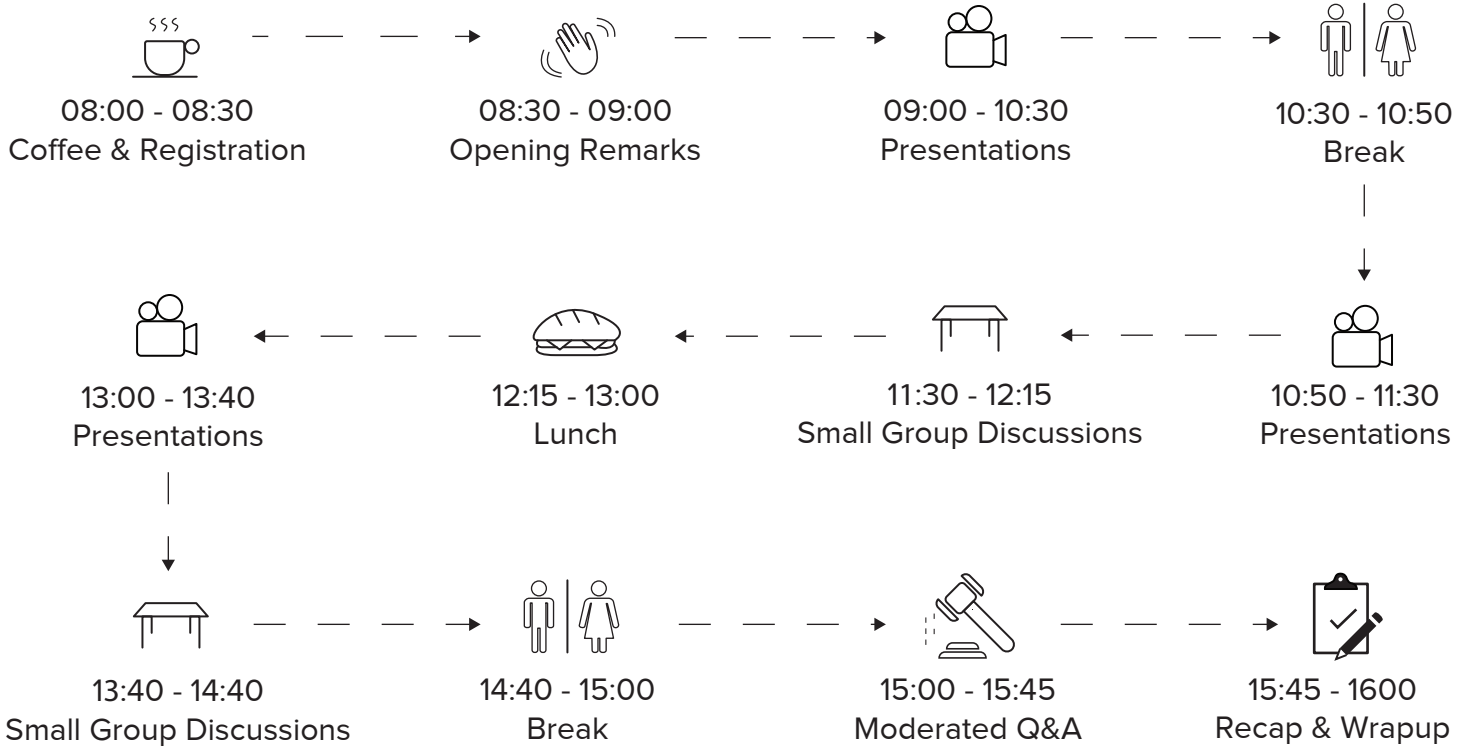 08:00 - 08:30
Coffee & Registration
08:30 - 09:00
Opening Remarks
09:00 - 10:30
Presentations
10:30 - 10:50
Break
10:50 - 11:30
Presentations
11:30 - 12:15
Small Group Discussions
12:15 - 13:00
Lunch
13:00 - 13:40
Presentations
13:40 - 14:40
Small Group Discussions
14:40 - 15:00
Break
15:00 - 15:45
Moderated Q&A
15:45 - 1600
Recap & Wrapup